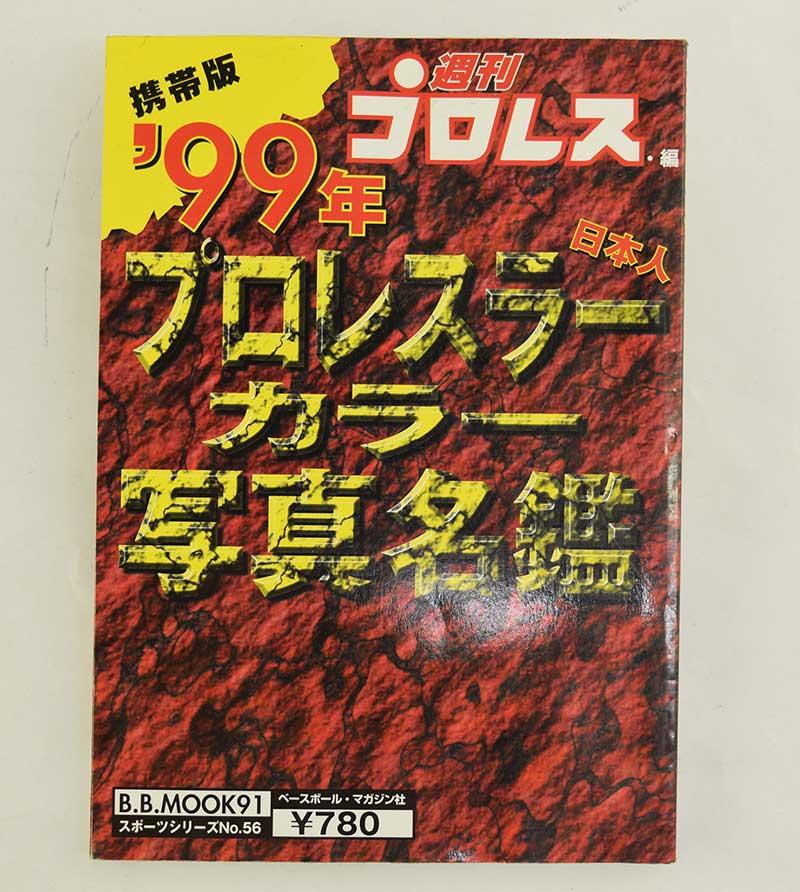 携帯版
'99年
週刊
プロレス・編
日本人
プロレスラー
カラー
写真名鑑
B.B.MOOK91
スポーツシリーズNo.56
ベースボール・マガジン社
¥780